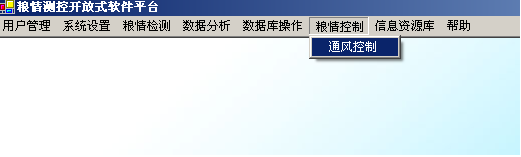 粮情测控开放式软件平台
用户管理 系统设置 粮情检测 数据分析 数据库操作 粮情控制 信息资源库 帮助
通风控制